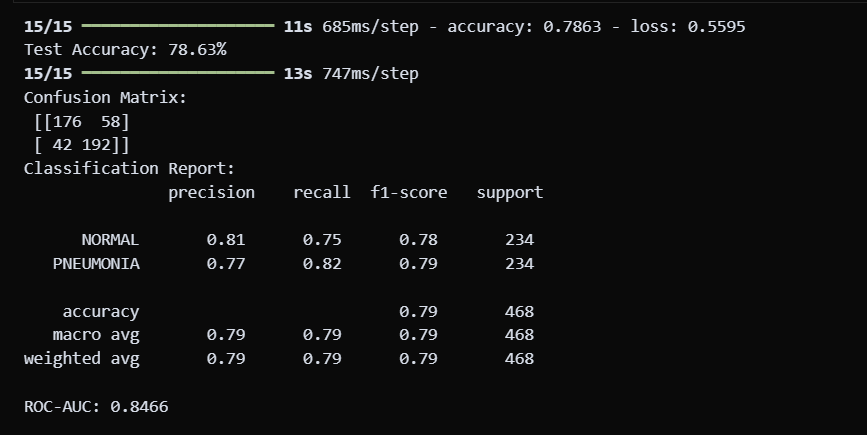 15/15 ━━━━━━━━━━━━━━━━━━━━ 11s 685ms/step - accuracy: 0.7863 - loss: 0.5595
Test Accuracy: 78.63%
15/15 ━━━━━━━━━━━━━━━━━━━━ 13s 747ms/step
Confusion Matrix:
 [[176  58]
 [ 42 192]]
Classification Report:
               precision    recall  f1-score   support

      NORMAL       0.81      0.75      0.78       234
   PNEUMONIA       0.77      0.82      0.79       234

    accuracy                           0.79       468
   macro avg       0.79      0.79      0.79       468
weighted avg       0.79      0.79      0.79       468

ROC-AUC: 0.8466